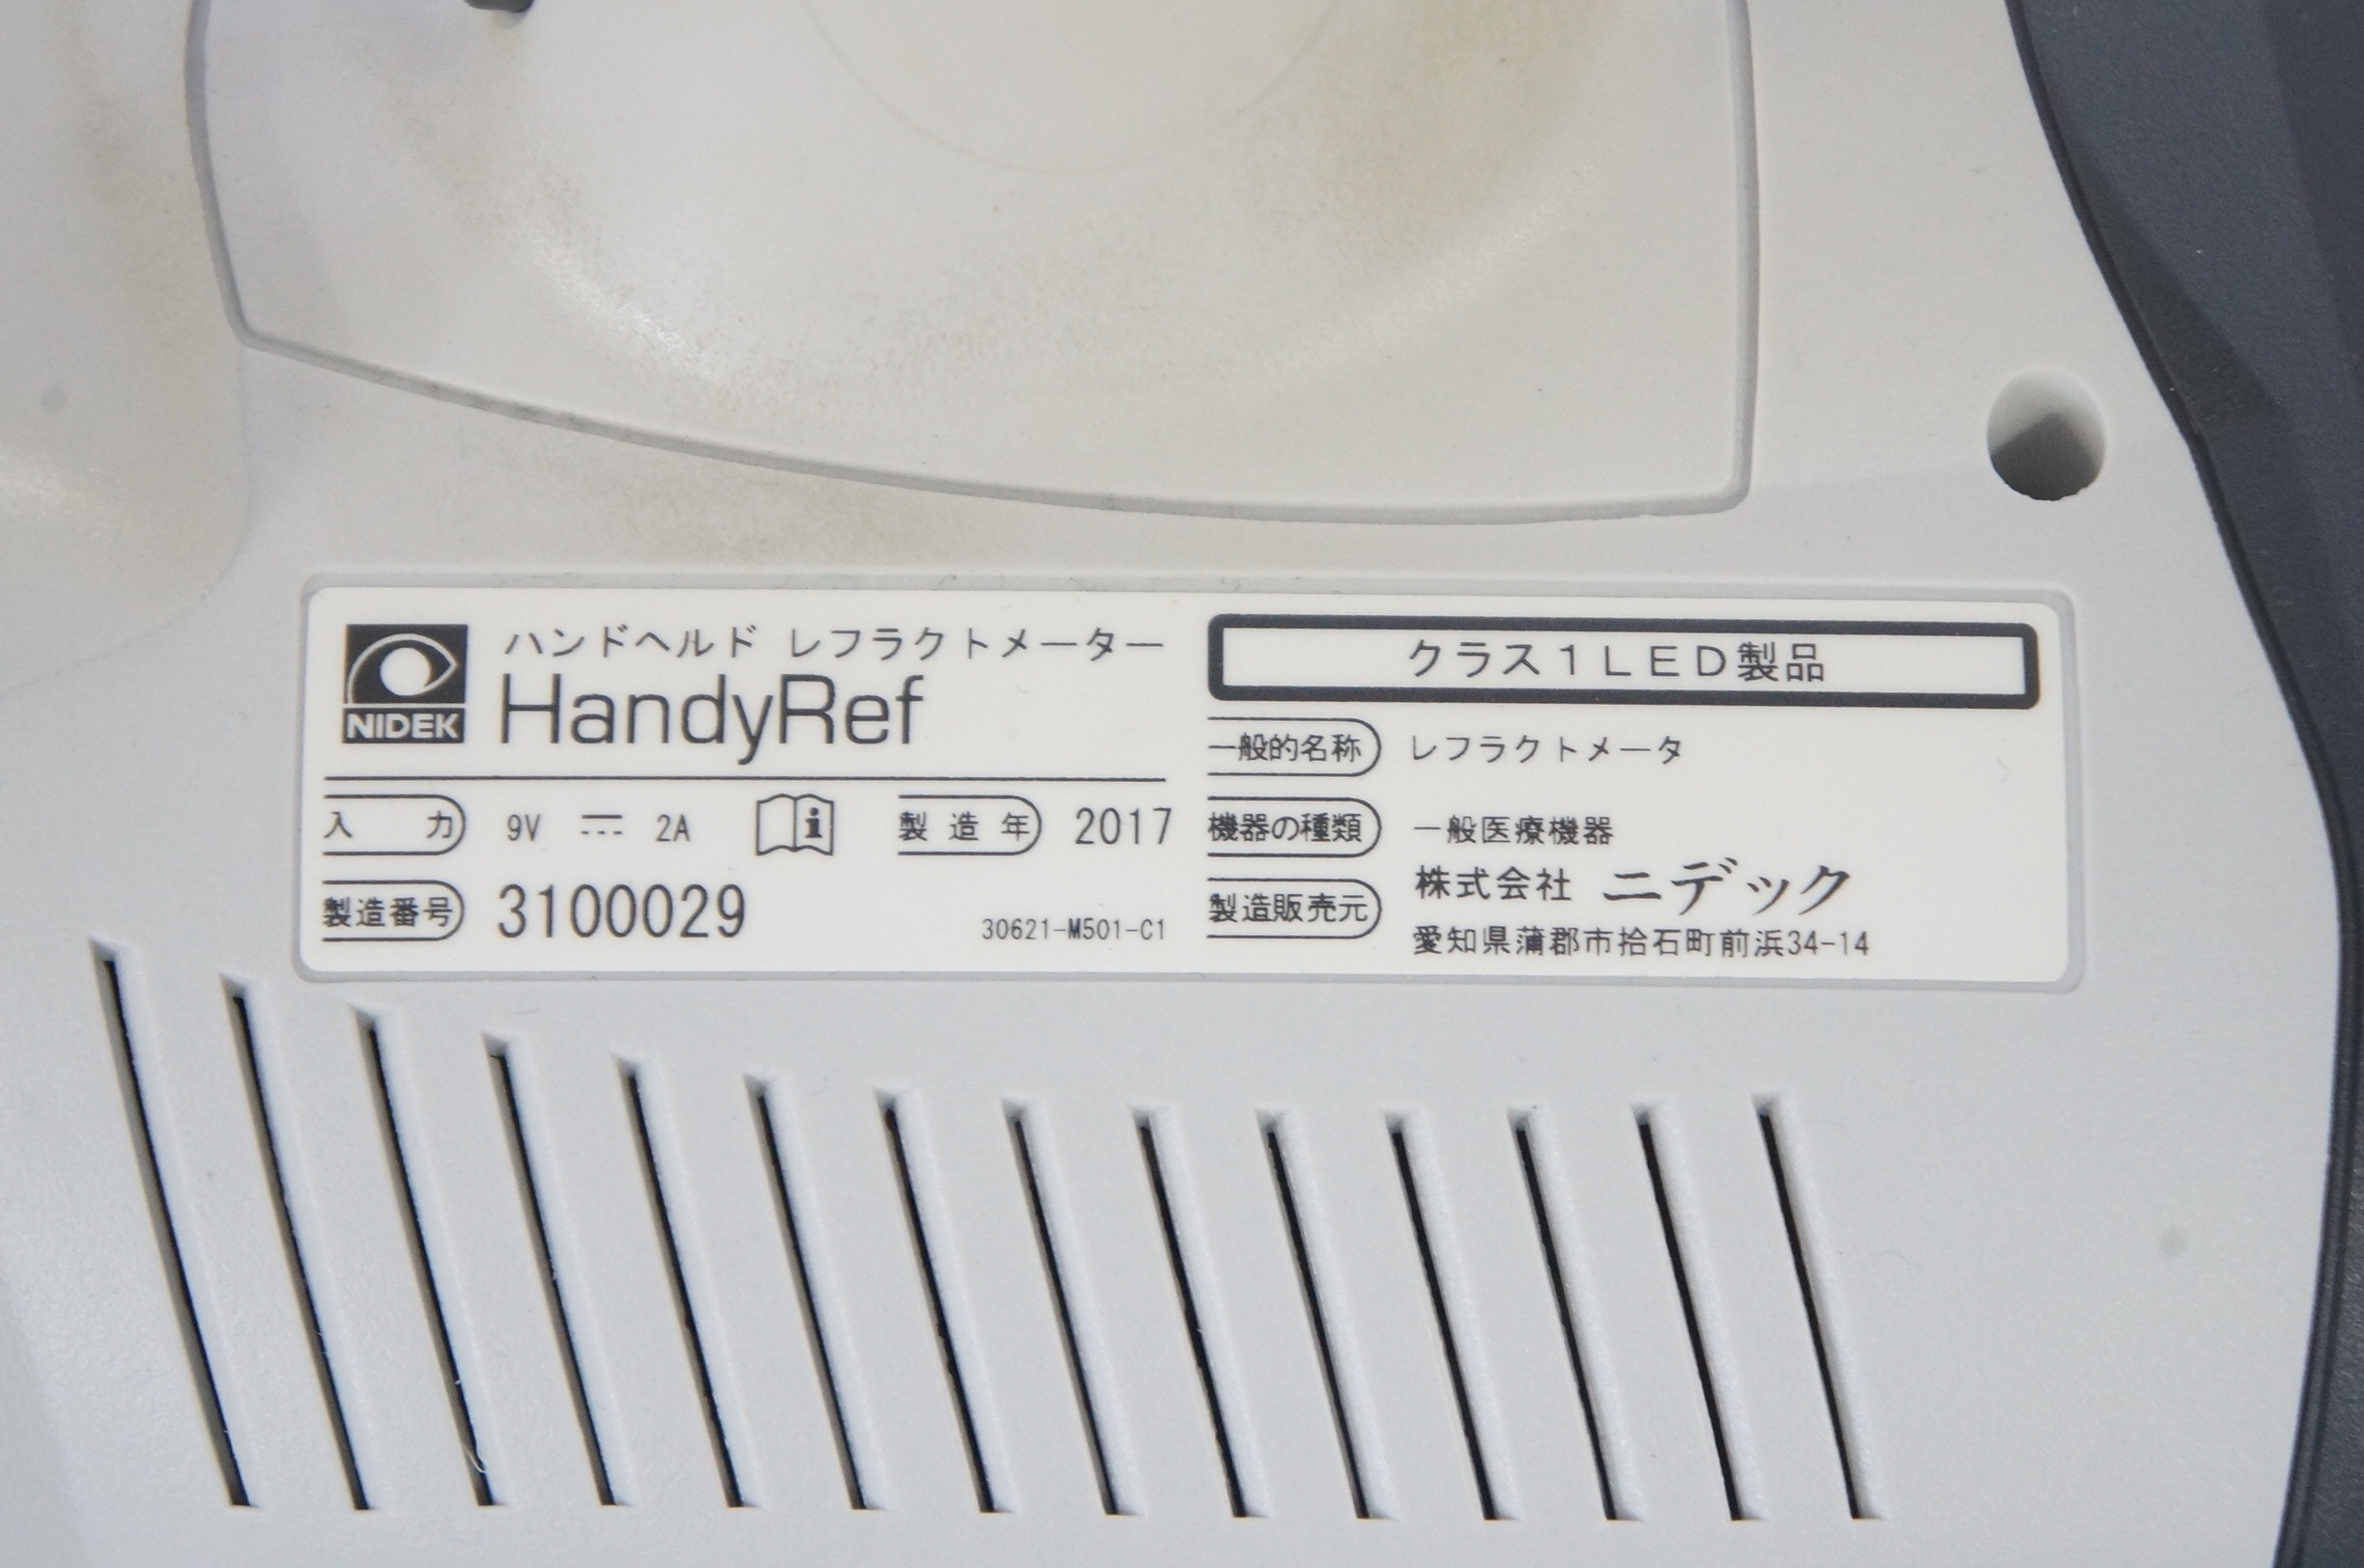 NIDEK
ハンドヘルド レフラクトメーター
HandyRef
入力 9V 2A 製造年 2017
製造番号 3100029
30621-M501-C1
クラス1LED製品
一般的名称 レフラクトメータ
機器の種類 一般医療機器
製造販売元 株式会社 ニデック
愛知県蒲郡市拾石町前浜34-14